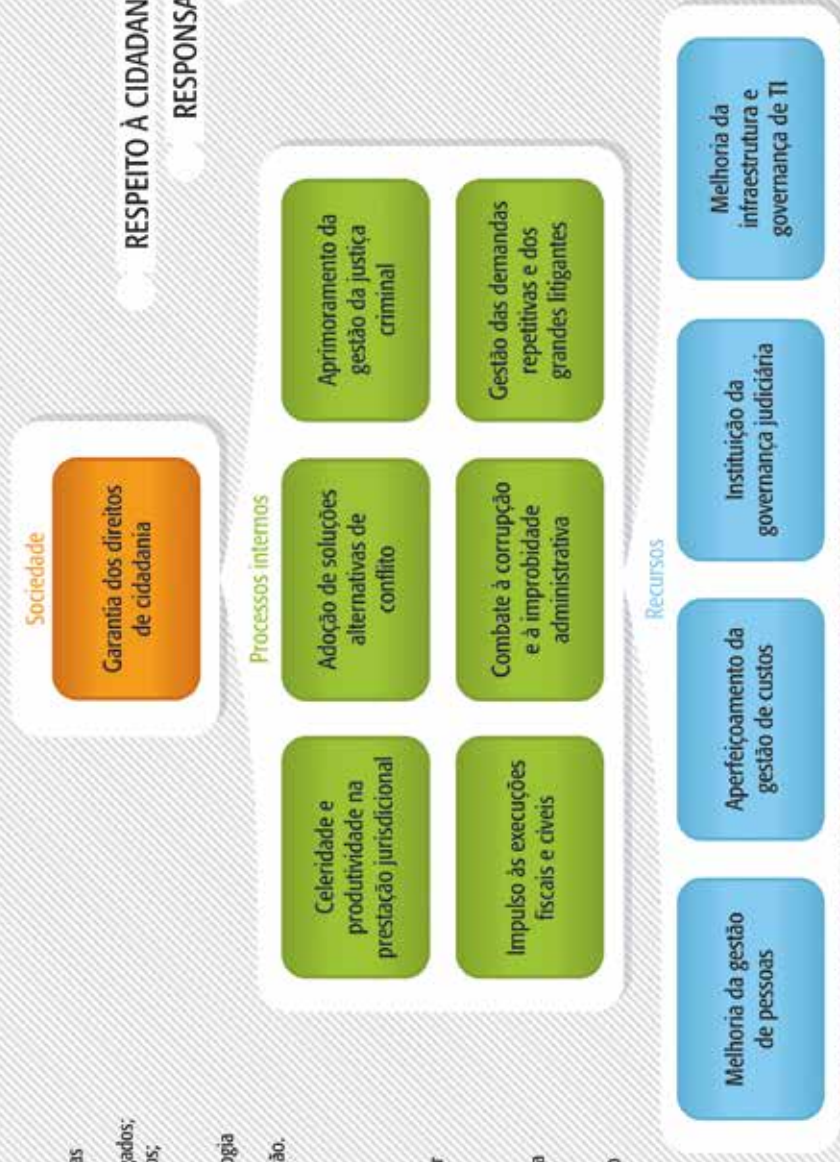 RESPEITO À CIDADAN
RESPONSA
Sociedade
Garantia dos direitos
de cidadania
Processos internos
Celeridade e
produtividade na
prestação jurisdicional
Adoção de soluções
alternativas de
conflito
Aprimoramento da
gestão da justiça
criminal
Impulso às execuções
fiscais e cíveis
Combate à corrupção
e à improbidade
administrativa
Gestão das demandas
repetitivas e dos
grandes litigantes
Recursos
Melhoria da gestão
de pessoas
Aperfeiçoamento da
gestão de custos
Instituição da
governança judiciária
Melhoria da
infraestrutura e
governança de TI